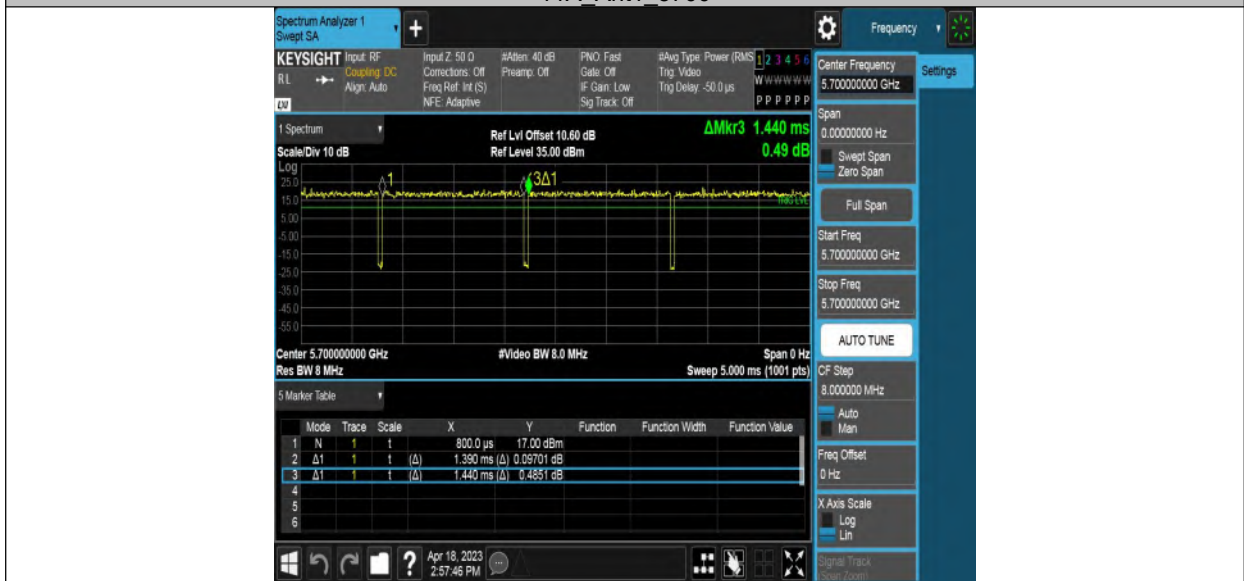 Spectrum Analyzer 1
Swept SA
+
Frequency
KEYSIGHT
RL
LXI
Input: RF
Coupling: DC
Align: Auto
Input Z: 50 Ω
Corrections: Off
Freq Ref: Int (S)
NFE: Adaptive
#Atten: 40 dB
Preamp: Off
PNO: Fast
Gate: Off
IF Gain: Low
Sig Track: Off
#Avg Type: Power (RMS
Trig: Video
Trig Delay: -50.0 µs
1 2 3 4 5 6
W W W W W W
P P P P P P
Center Frequency
5.700000000 GHz
Settings
Span
0.00000000 Hz
Swept Span
Zero Span
Full Span
Start Freq
5.700000000 GHz
Stop Freq
5.700000000 GHz
AUTO TUNE
CF Step
8.000000 MHz
Auto
Man
Freq Offset
0 Hz
X Axis Scale
Log
Lin
Signal Track
(Span Zoom)
1 Spectrum
Scale/Div 10 dB
Ref Lvl Offset 10.60 dB
Ref Level 35.00 dBm
ΔMkr3 1.440 ms
0.49 dB
Log
25.0
15.0
5.00
-5.00
-15.0
-25.0
-35.0
-45.0
-55.0
1
3Δ1
TRIG LVL
Center 5.700000000 GHz
#Video BW 8.0 MHz
Span 0 Hz
Res BW 8 MHz
Sweep 5.000 ms (1001 pts)
5 Marker Table
Mode Trace Scale X Y Function Function Width Function Value
1 N 1 t 800.0 µs 17.00 dBm
2 Δ1 1 t (Δ) 1.390 ms (Δ) 0.09701 dB
3 Δ1 1 t (Δ) 1.440 ms (Δ) 0.4851 dB
4
5
6
?
Apr 18, 2023
2:57:46 PM